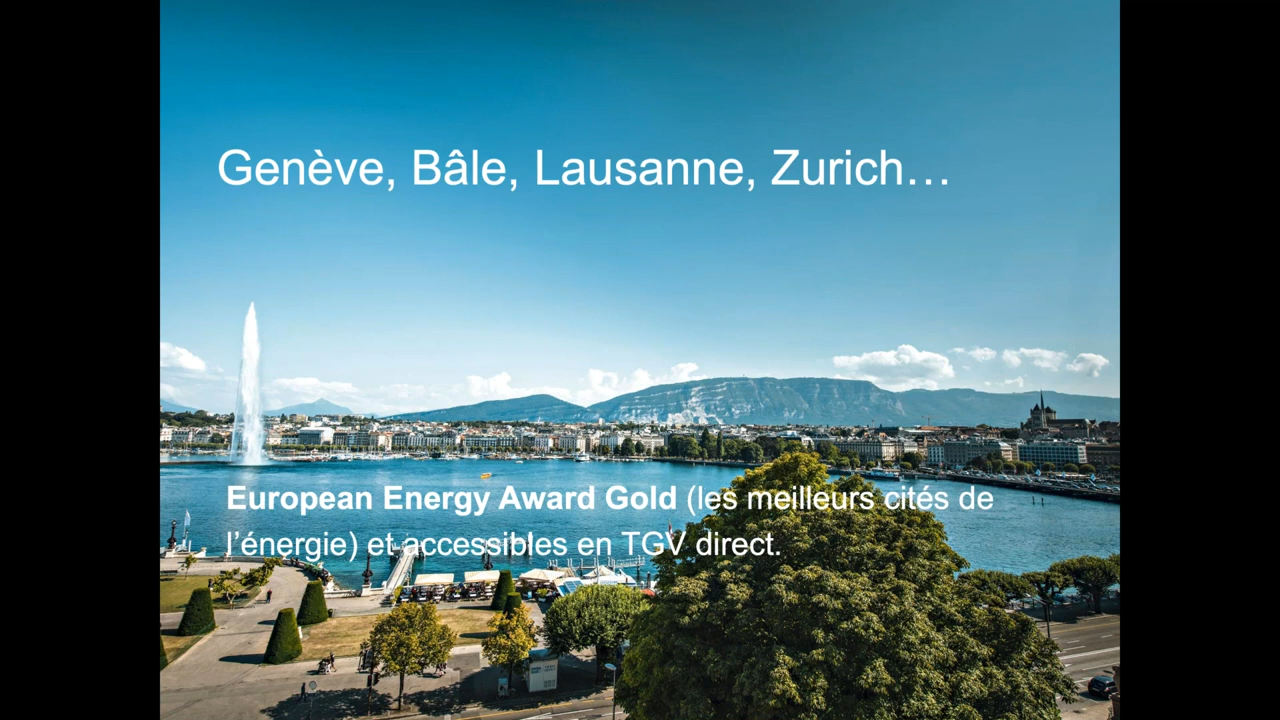 Genève, Bâle, Lausanne, Zurich…
European Energy Award Gold (les meilleurs cités de
l’énergie) et accessibles en TGV direct.